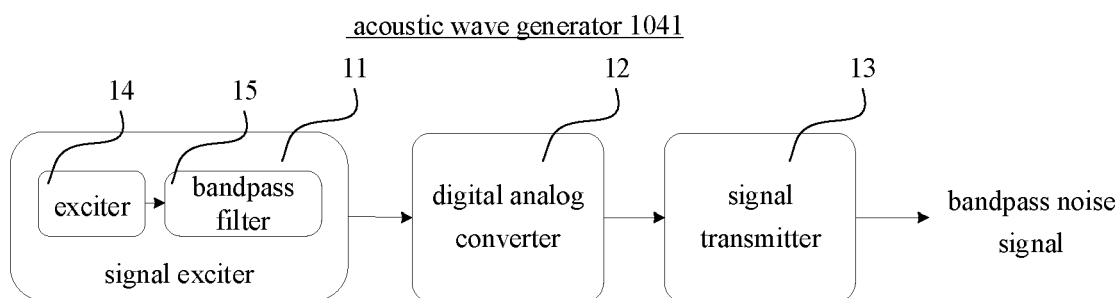 acoustic wave generator 1041
11
12
13
14
15
exciter
bandpass
filter
signal exciter
digital analog
converter
signal
transmitter
bandpass noise
signal